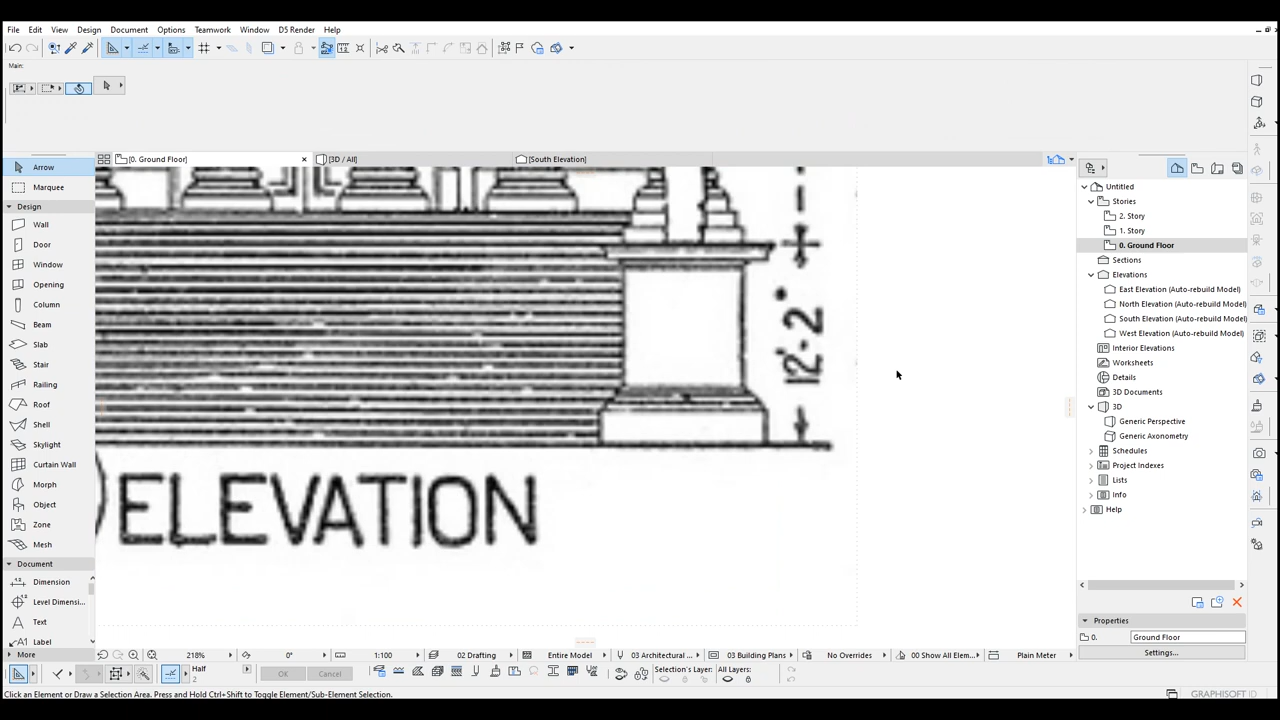 File Edit View Design Document Options Teamwork Window D5 Render Help
Main:
[0. Ground Floor]
[3D / All]
[South Elevation]
Arrow
Marquee
Design
Wall
Door
Window
Opening
Column
Beam
Slab
Stair
Railing
Roof
Shell
Skylight
Curtain Wall
Morph
Object
Zone
Mesh
Document
Dimension
Level Dimensi...
Text
Label
More
12'-2"
ELEVATION
Untitled
Stories
2. Story
1. Story
0. Ground Floor
Sections
Elevations
East Elevation (Auto-rebuild Model)
North Elevation (Auto-rebuild Model)
South Elevation (Auto-rebuild Model)
West Elevation (Auto-rebuild Model)
Interior Elevations
Worksheets
Details
3D Documents
3D
Generic Perspective
Generic Axonometry
Schedules
Project Indexes
Lists
Info
Help
Properties
0. Ground Floor
Settings...
218% 0° 1:100 02 Drafting Entire Model 03 Architectural ... 03 Building Plans No Overrides 00 Show All Elem... Plain Meter
Half
2
OK Cancel
Selection's Layer: All Layers:
Click an Element or Draw a Selection Area. Press and Hold Ctrl+Shift to Toggle Element/Sub-Element Selection.
GRAPHISOFT ID